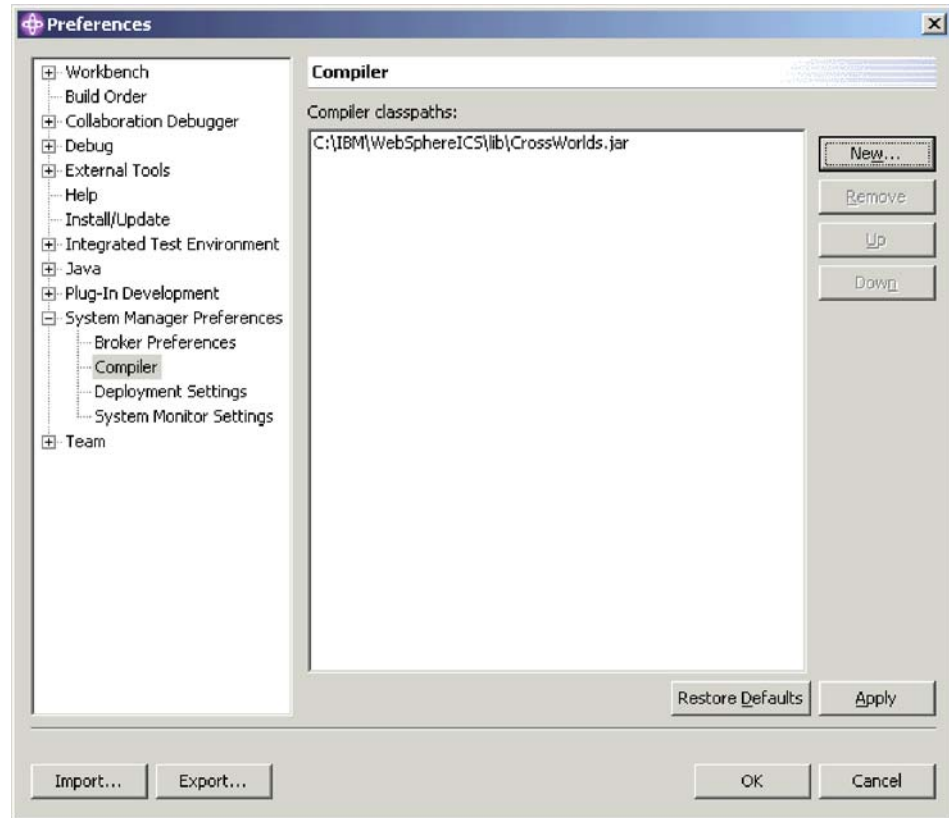 Preferences
Workbench
Build Order
Collaboration Debugger
Debug
External Tools
Help
Install/Update
Integrated Test Environment
Java
Plug-In Development
System Manager Preferences
Broker Preferences
Compiler
Deployment Settings
System Monitor Settings
Team
Compiler
Compiler classpaths:
C:\IBM\WebSphereICS\lib\CrossWorlds.jar
New...
Remove
Up
Down
Restore Defaults
Apply
Import...
Export...
OK
Cancel